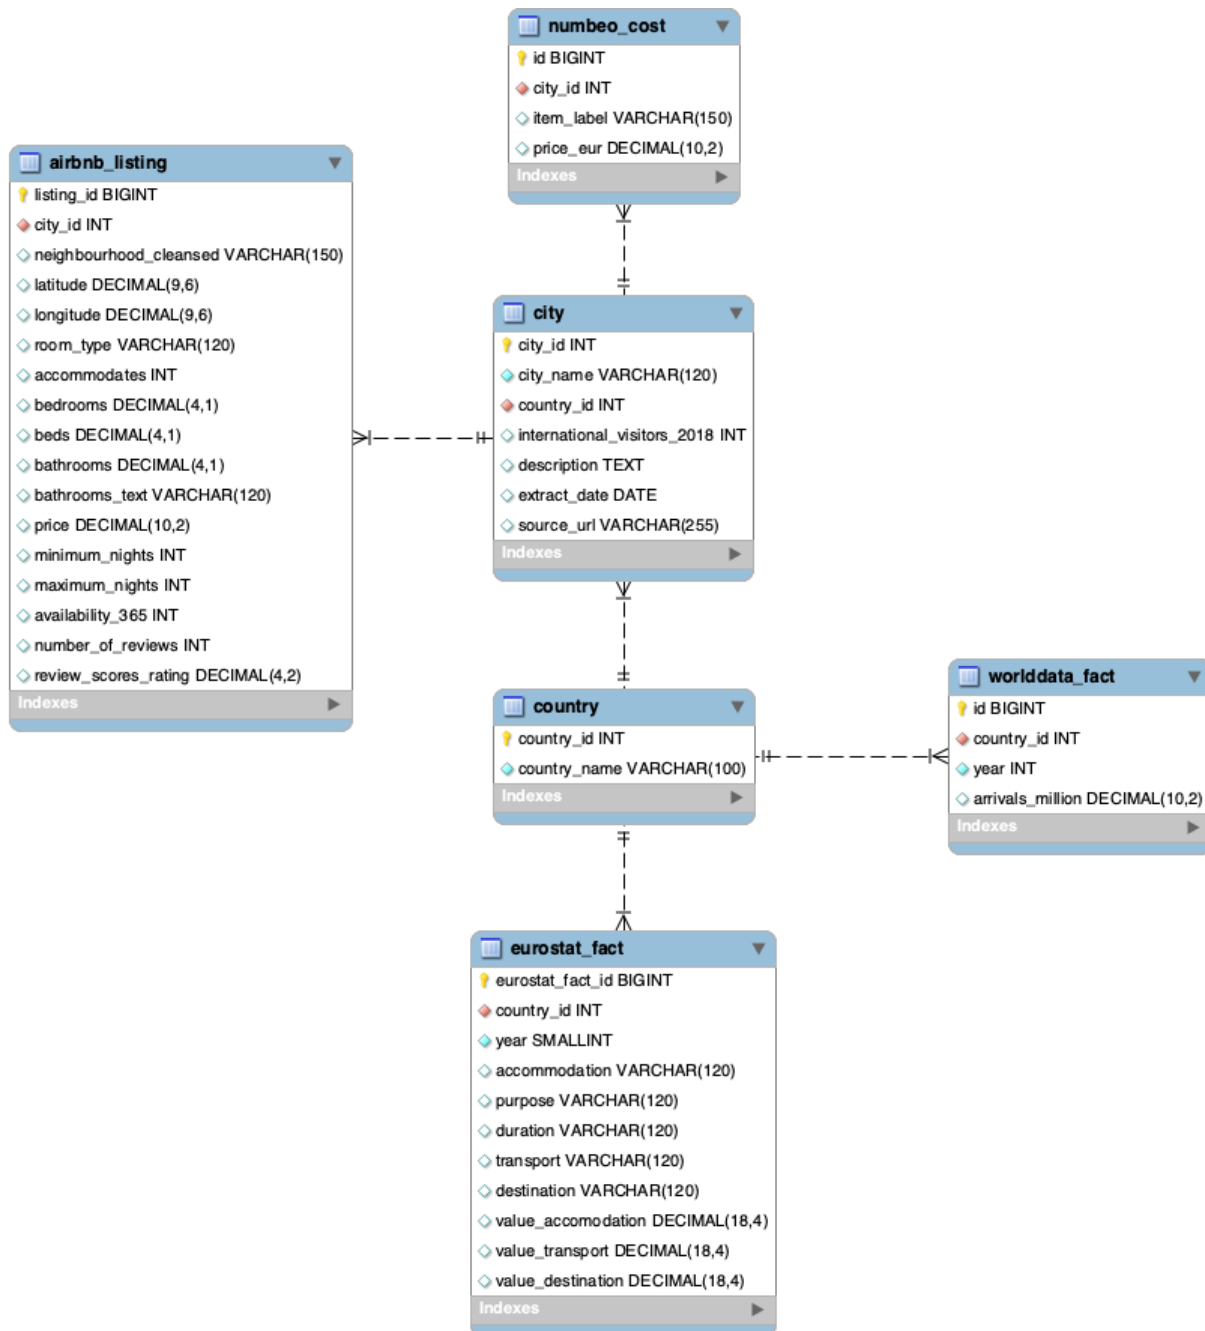 numbeo_cost
id BIGINT
city_id INT
item_label VARCHAR(150)
price_eur DECIMAL(10,2)
Indexes
airbnb_listing
listing_id BIGINT
city_id INT
neighbourhood_cleansed VARCHAR(150)
latitude DECIMAL(9,6)
longitude DECIMAL(9,6)
room_type VARCHAR(120)
accommodates INT
bedrooms DECIMAL(4,1)
beds DECIMAL(4,1)
bathrooms DECIMAL(4,1)
bathrooms_text VARCHAR(120)
price DECIMAL(10,2)
minimum_nights INT
maximum_nights INT
availability_365 INT
number_of_reviews INT
review_scores_rating DECIMAL(4,2)
Indexes
city
city_id INT
city_name VARCHAR(120)
country_id INT
international_visitors_2018 INT
description TEXT
extract_date DATE
source_url VARCHAR(255)
Indexes
country
country_id INT
country_name VARCHAR(100)
Indexes
worlddata_fact
id BIGINT
country_id INT
year INT
arrivals_million DECIMAL(10,2)
Indexes
eurostat_fact
eurostat_fact_id BIGINT
country_id INT
year SMALLINT
accommodation VARCHAR(120)
purpose VARCHAR(120)
duration VARCHAR(120)
transport VARCHAR(120)
destination VARCHAR(120)
value_accomodation DECIMAL(18,4)
value_transport DECIMAL(18,4)
value_destination DECIMAL(18,4)
Indexes